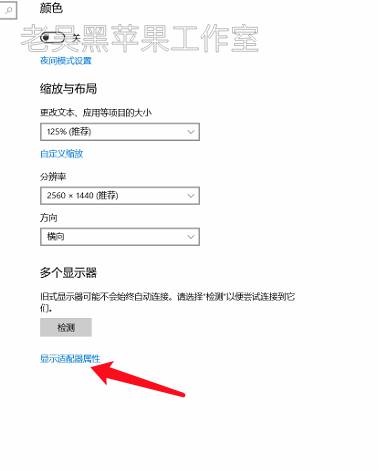 颜色
关
老吴黑苹果工作室
夜间模式设置
缩放与布局
更改文本、应用等项目的大小
125% (推荐)
自定义缩放
分辨率
2560 × 1440 (推荐)
方向
横向
多个显示器
旧式显示器可能不会始终自动连接。请选择"检测"以便尝试连接到它
们。
检测
显示适配器属性